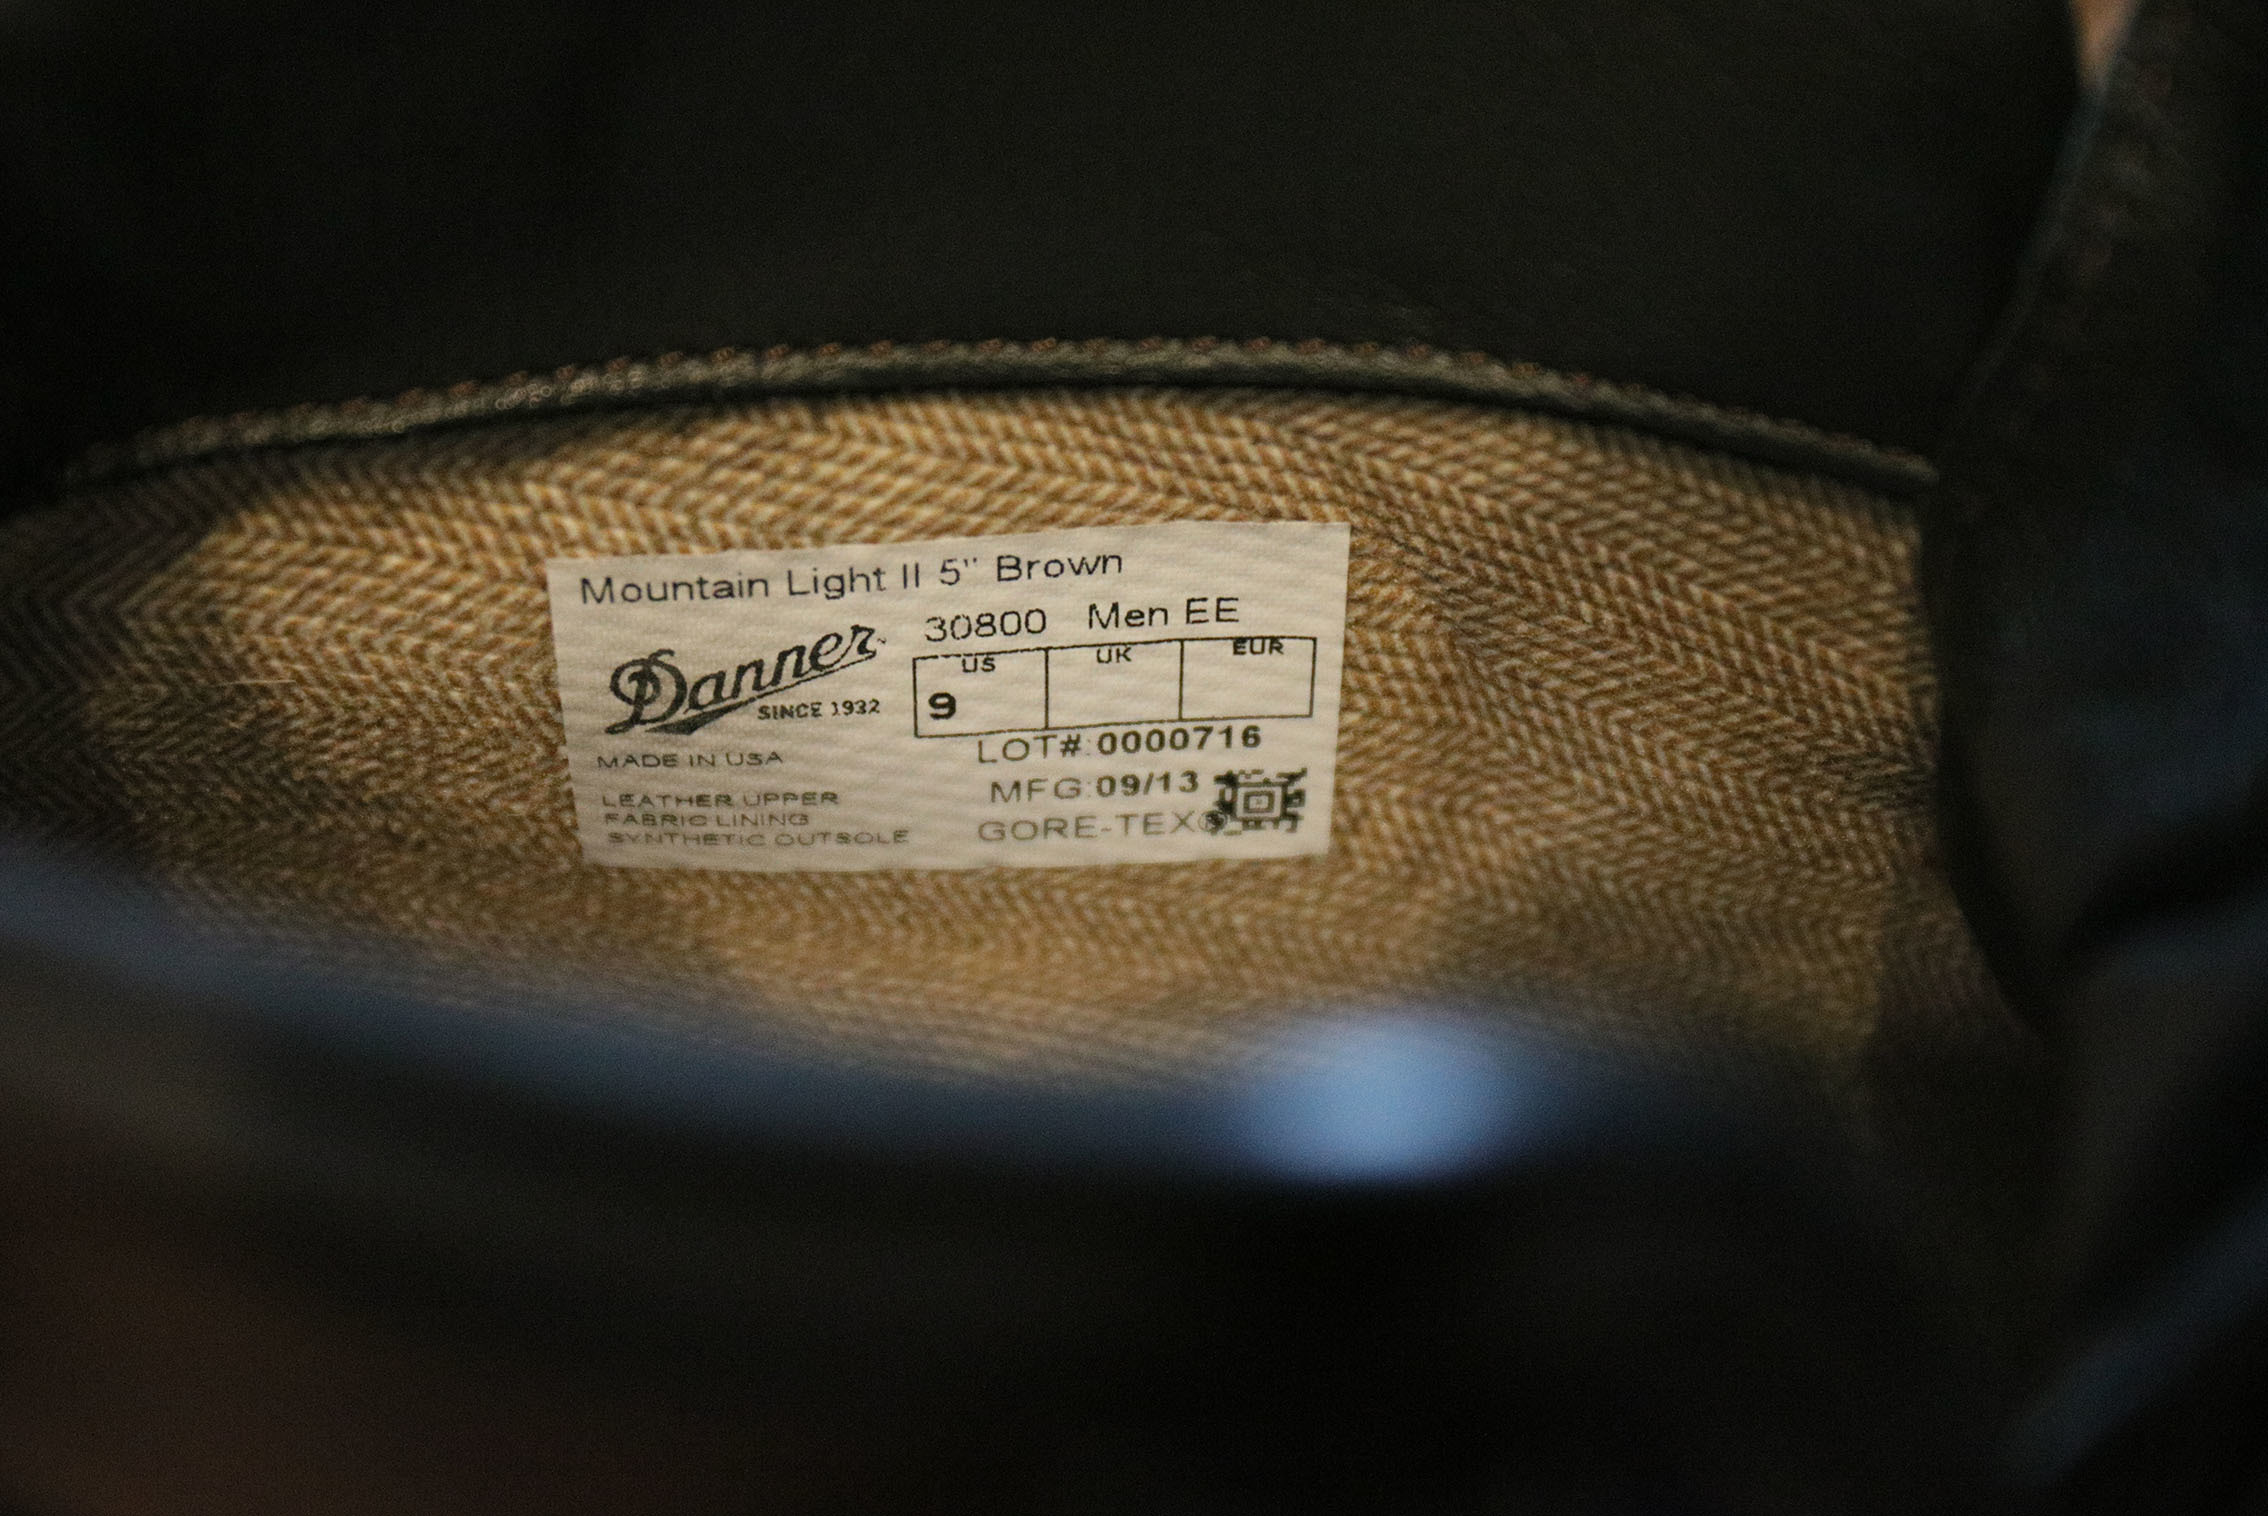 Mountain Light II 5" Brown
30800 Men EE
Danner
SINCE 1932
US UK EUR
9
LOT#:0000716
MADE IN USA
MFG:09/13
LEATHER UPPER
FABRIC LINING
SYNTHETIC OUTSOLE
GORE-TEX®